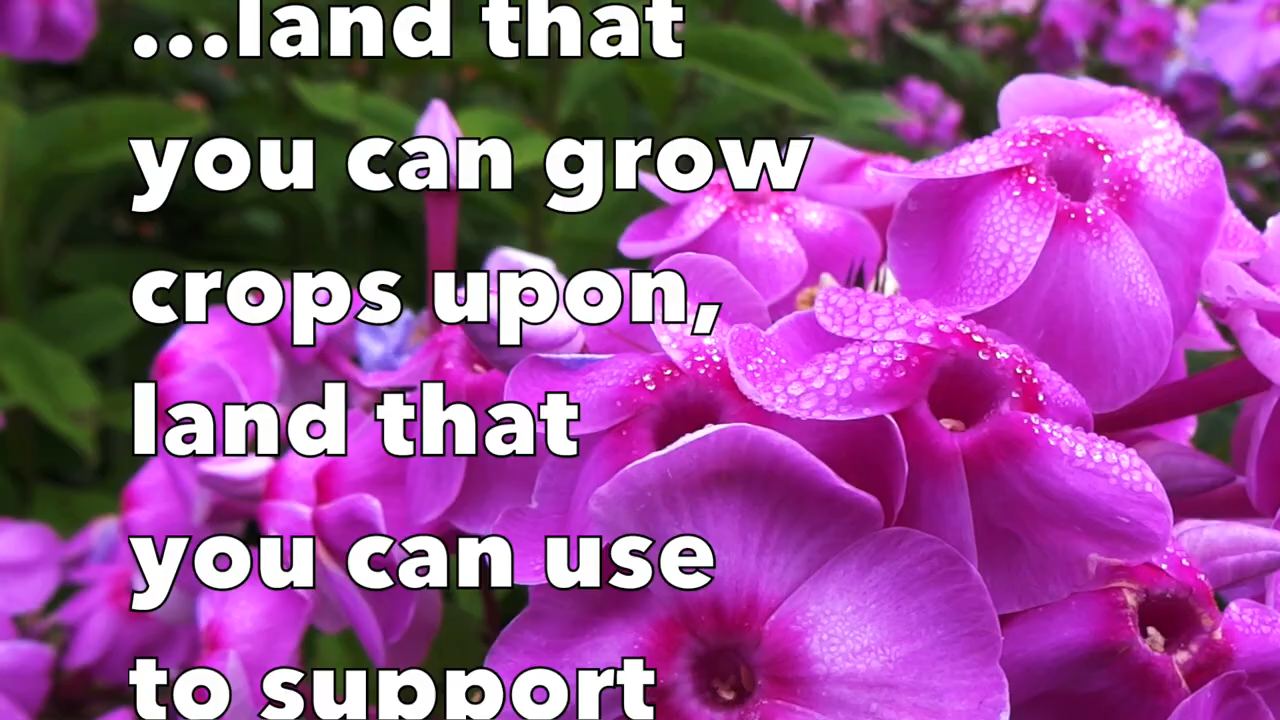 ...land that
you can grow
crops upon,
land that
you can use
to support